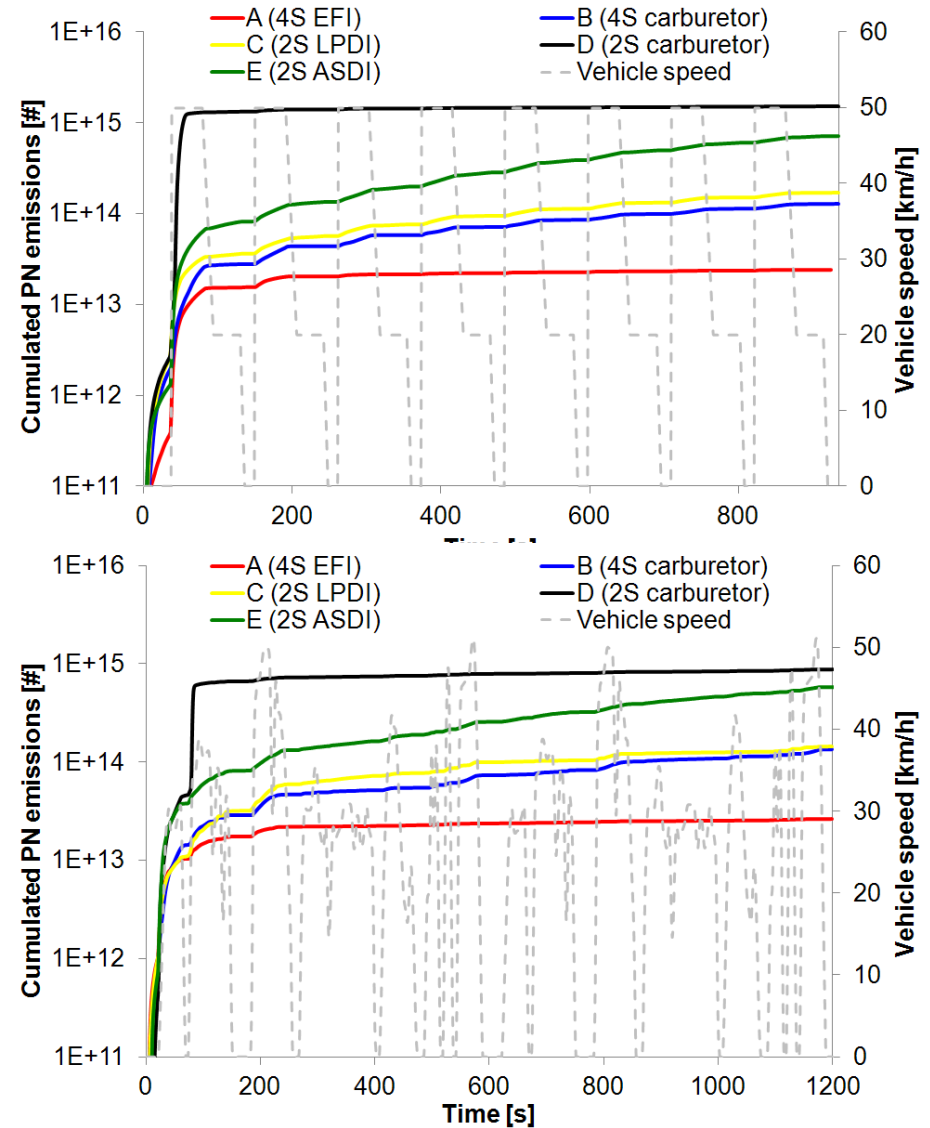 1E+16
1E+15
1E+14
1E+13
1E+12
1E+11
Cumulated PN emissions [#]
A (4S EFI) B (4S carburetor)
C (2S LPDI) D (2S carburetor)
E (2S ASDI) Vehicle speed
60
50
40
30
20
10
0
Vehicle speed [km/h]
0 200 400 600 800
Time [s]
1E+16
1E+15
1E+14
1E+13
1E+12
1E+11
Cumulated PN emissions [#]
A (4S EFI) B (4S carburetor)
C (2S LPDI) D (2S carburetor)
E (2S ASDI) Vehicle speed
60
50
40
30
20
10
0
Vehicle speed [km/h]
0 200 400 600 800 1000 1200
Time [s]